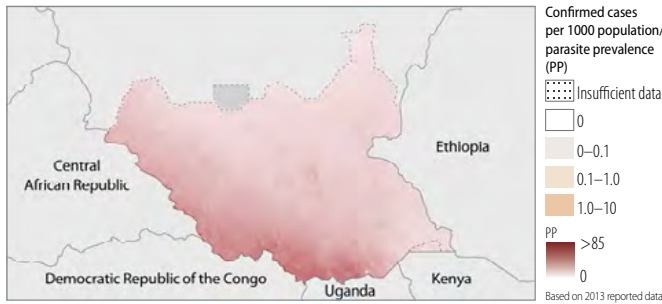 Confirmed cases
per 1000 population/
parasite prevalence
(PP)
Insufficient data
0
0–0.1
0.1–1.0
1.0–10
PP
>85
0
Based on 2013 reported data
Central
African Republic
Ethiopia
Democratic Republic of the Congo
Uganda
Kenya